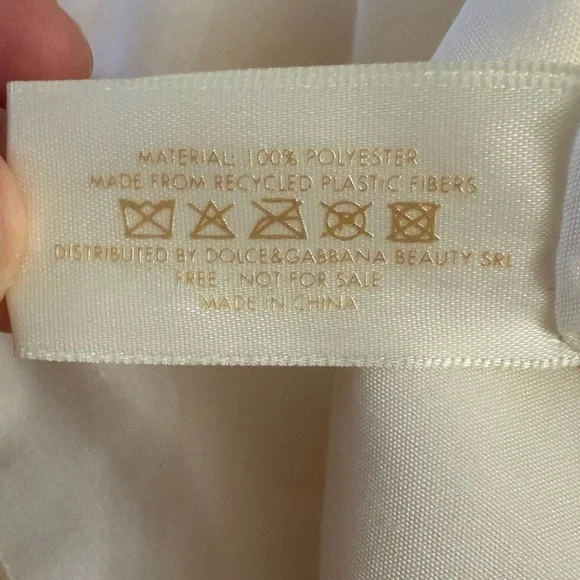 MATERIAL: 100% POLYESTER
MADE FROM RECYCLED PLASTIC FIBERS
DISTRIBUTED BY DOLCE&GABBANA BEAUTY SRL
FREE - NOT FOR SALE
MADE IN CHINA